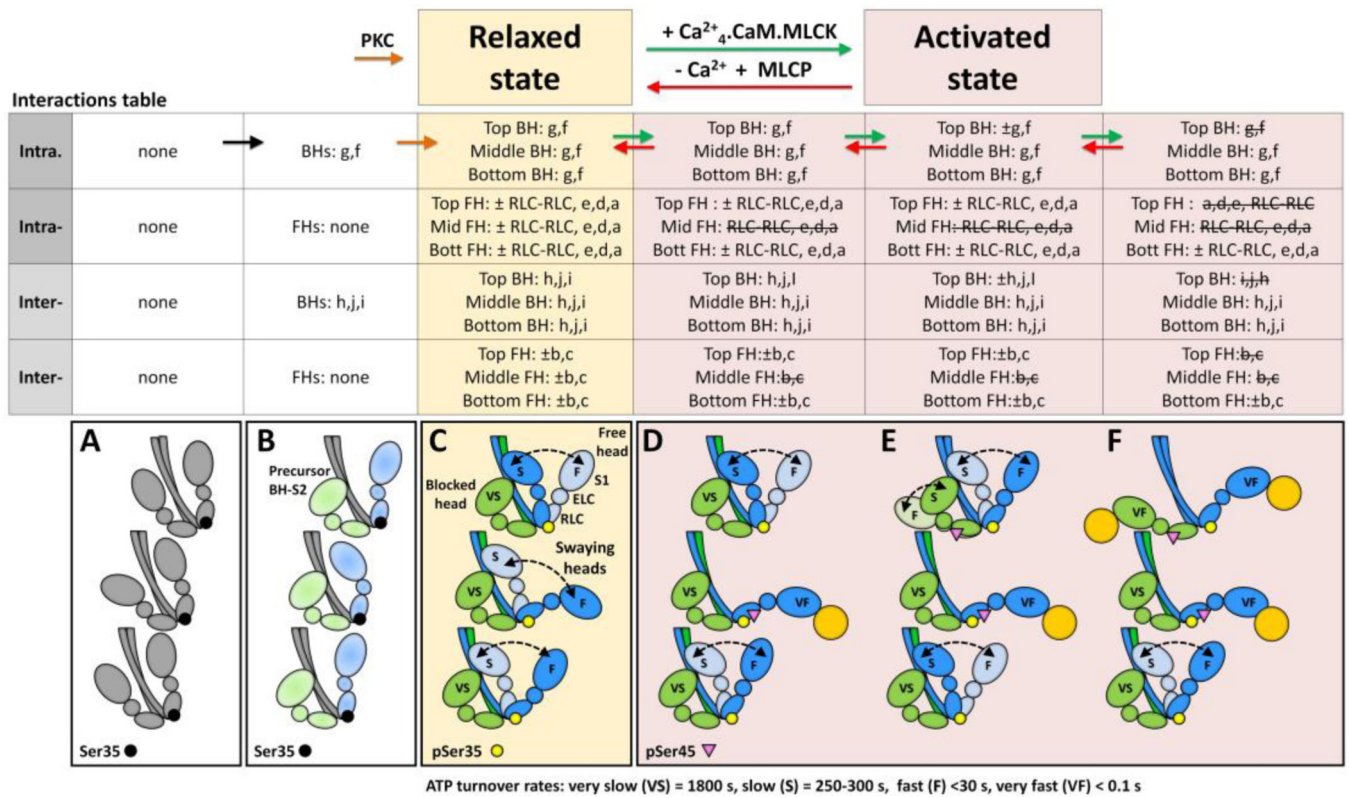 PKC
Relaxed
state
+ Ca²⁺₄.CaM.MLCK
- Ca²⁺ + MLCP
Activated
state
Interactions table
Intra.
none
BHs: g,f
Top BH: g,f
Middle BH: g,f
Bottom BH: g,f
Top BH: g,f
Middle BH: g,f
Bottom BH: g,f
Top BH: ±g,f
Middle BH: g,f
Bottom BH: g,f
Top BH: g,f
Middle BH: g,f
Bottom BH: g,f
Intra-
none
FHs: none
Top FH: ± RLC-RLC, e,d,a
Mid FH: ± RLC-RLC, e,d,a
Bott FH: ± RLC-RLC, e,d,a
Top FH : ± RLC-RLC,e,d,a
Mid FH: RLC-RLC, e,d,a
Bott FH: ± RLC-RLC, e,d,a
Top FH: ± RLC-RLC, e,d,a
Mid FH: RLC-RLC, e,d,a
Bott FH: ± RLC-RLC, e,d,a
Top FH : a,d,e, RLC-RLC
Mid FH: RLC-RLC, e,d,a
Bott FH: ± RLC-RLC, e,d,a
Inter-
none
BHs: h,j,i
Top BH: h,j,i
Middle BH: h,j,i
Bottom BH: h,j,i
Top BH: h,j,I
Middle BH: h,j,i
Bottom BH: h,j,i
Top BH: ±h,j,I
Middle BH: h,j,i
Bottom BH: h,j,i
Top BH: i,j,h
Middle BH: h,j,i
Bottom BH: h,j,i
Inter-
none
FHs: none
Top FH: ±b,c
Middle FH: ±b,c
Bottom FH: ±b,c
Top FH:±b,c
Middle FH:b,c
Bottom FH:±b,c
Top FH:±b,c
Middle FH:b,c
Bottom FH:±b,c
Top FH:b,c
Middle FH: b,c
Bottom FH:±b,c
A
Ser35
B
Precursor
BH-S2
Ser35
C
Free
head
Blocked
head
S
F
VS
S1
ELC
RLC
S
Swaying
heads
VS
F
S
F
VS
pSer35
D
S
F
VS
VS
VF
S
F
VS
pSer45
E
S
F
S
F
VS
VF
S
F
VS
F
VF
VF
VS
VF
S
F
VS
ATP turnover rates: very slow (VS) = 1800 s, slow (S) = 250-300 s, fast (F) <30 s, very fast (VF) < 0.1 s